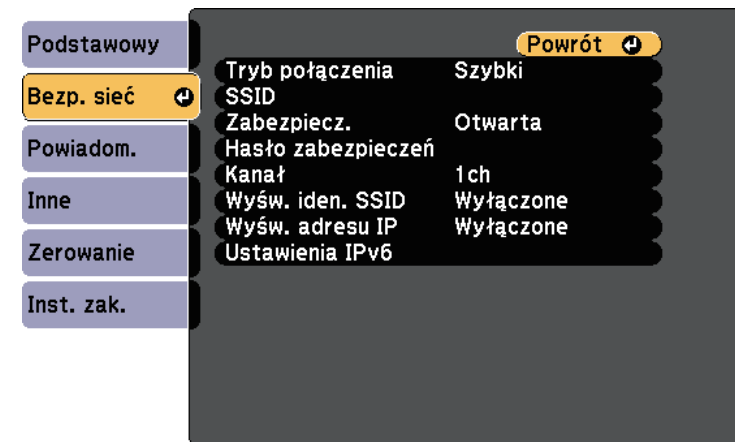 Podstawowy
Bezp. sieć
Powiadom.
Inne
Zerowanie
Inst. zak.
Powrót
Tryb połączenia Szybki
SSID
Zabezpiecz. Otwarta
Hasło zabezpieczeń
Kanał 1ch
Wyśw. iden. SSID Wyłączone
Wyśw. adresu IP Wyłączone
Ustawienia IPv6